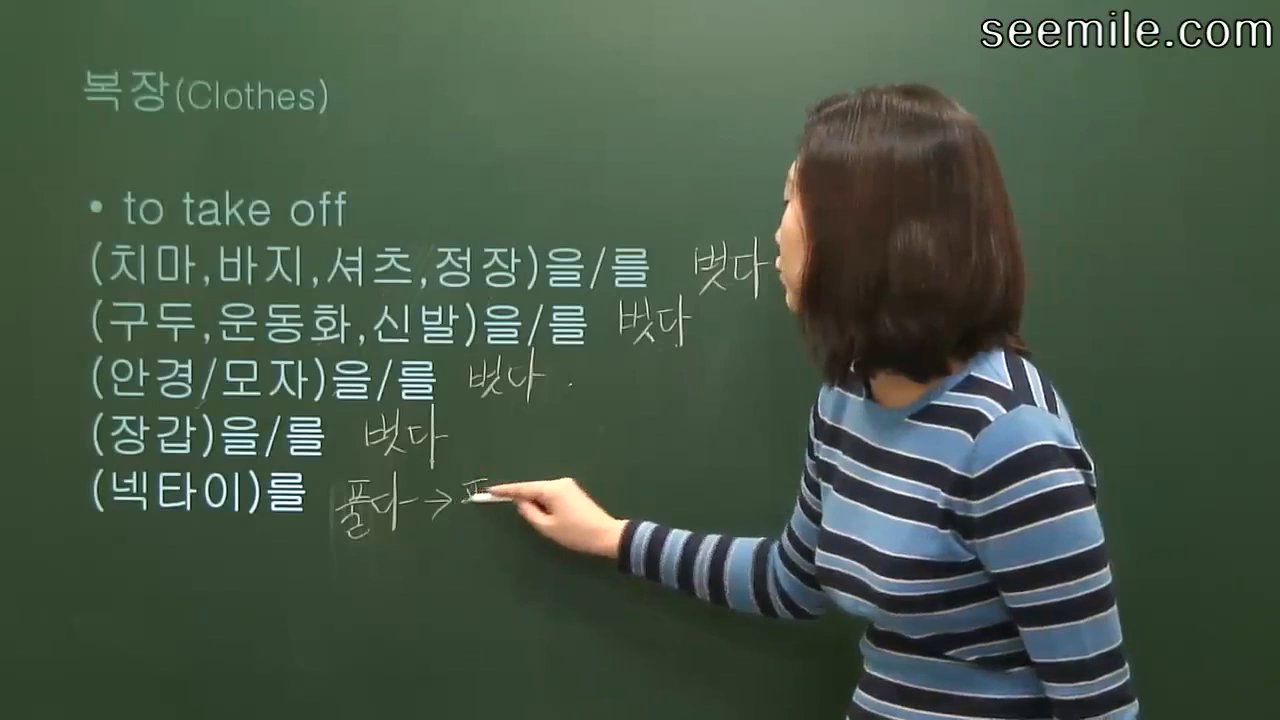 seemile.com
복장(Clothes)
• to take off
(치마,바지,셔츠,정장)을/를 벗다
(구두,운동화,신발)을/를 벗다
(안경/모자)을/를 벗다.
(장갑)을/를 벗다
(넥타이)를 풀다→